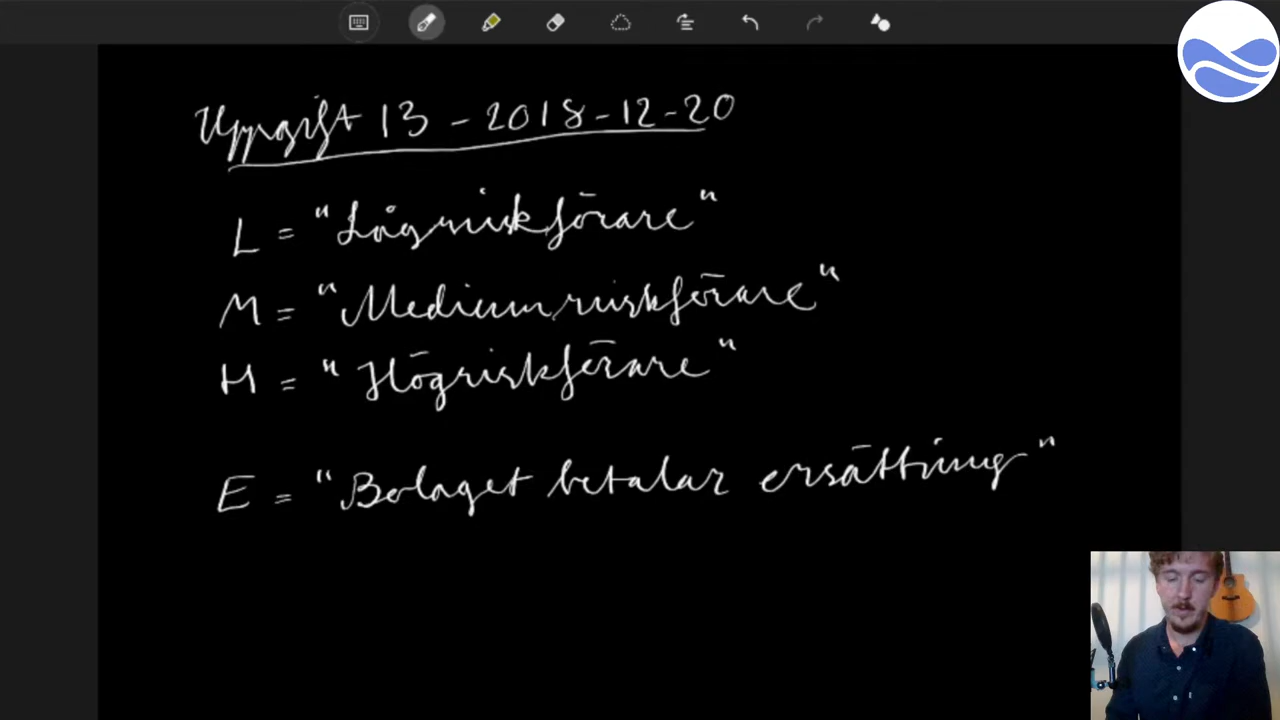 Uppgift 13 - 2018-12-20
L = "Lågriskförare"
M = "Mediumriskförare"
H = "Högriskförare"
E = "Bolaget betalar ersättning"